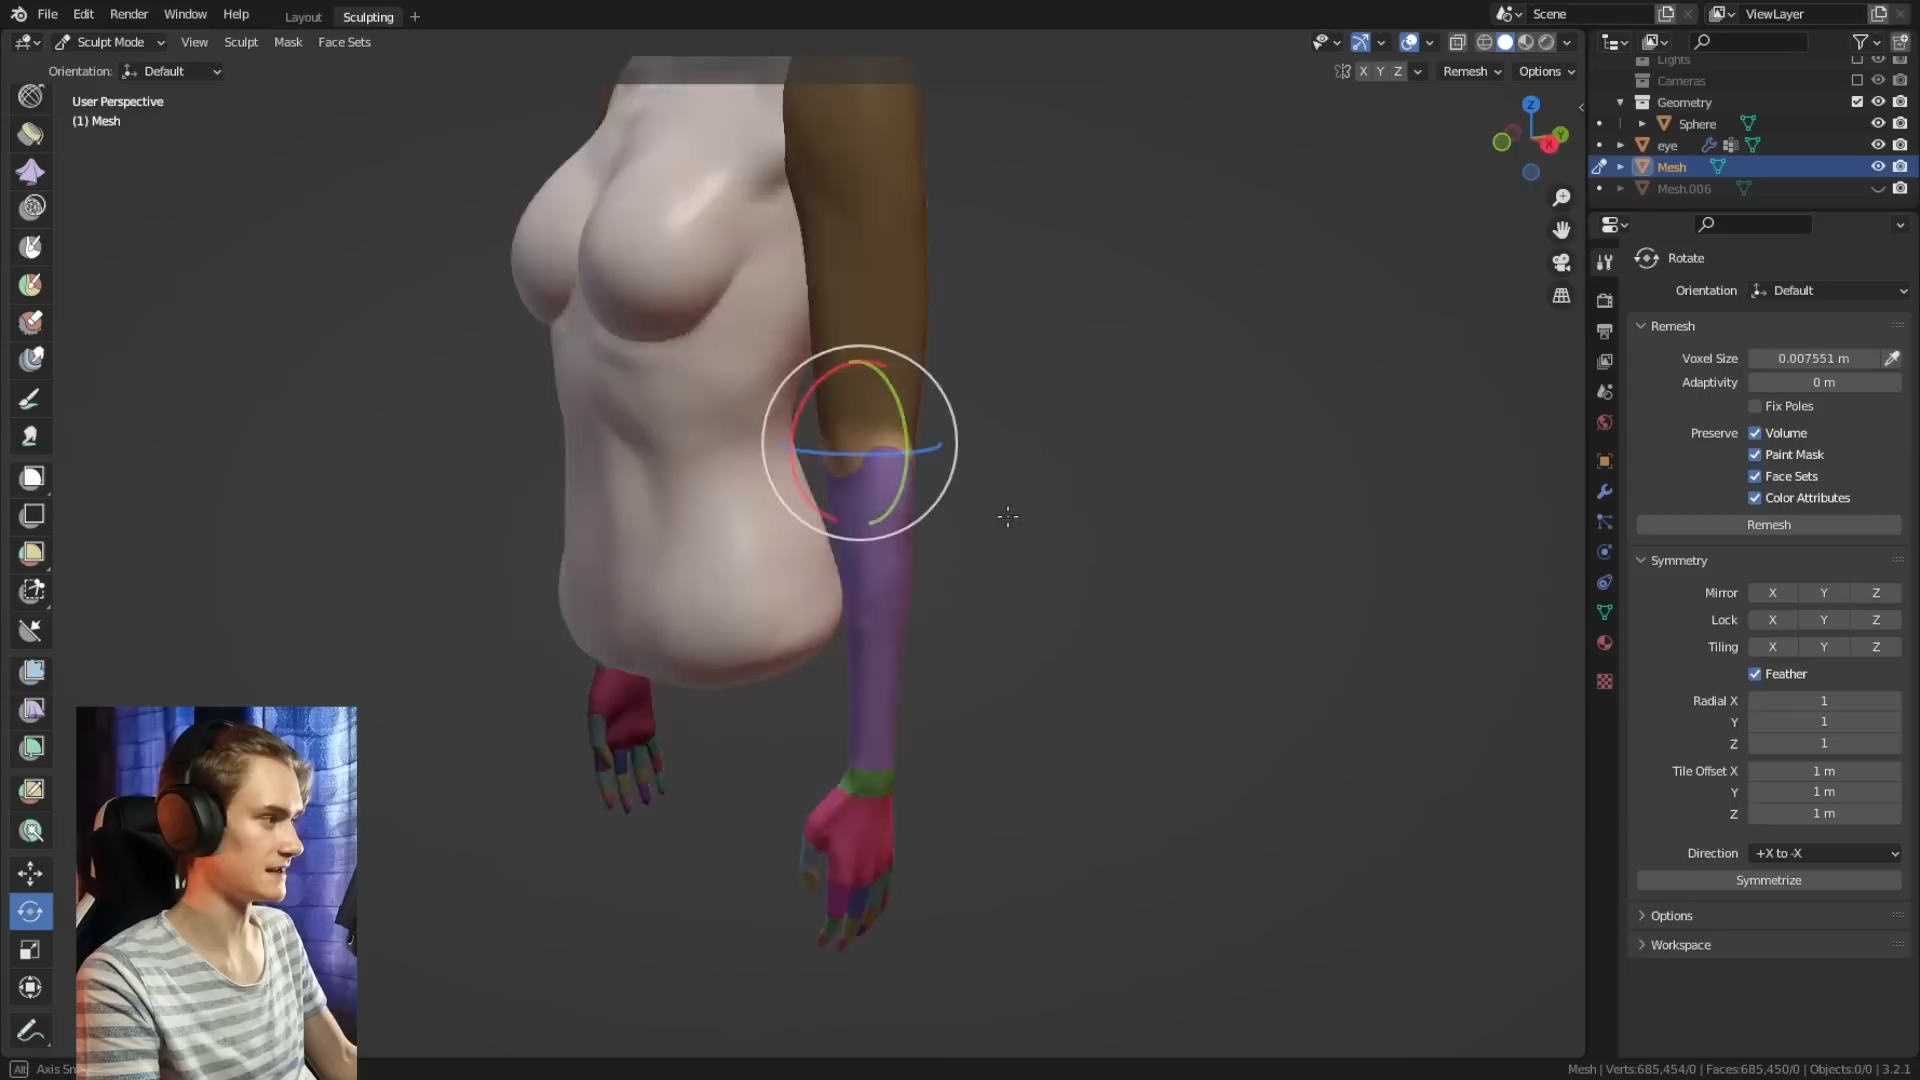 File Edit Render Window Help Layout Sculpting + Scene ViewLayer
Sculpt Mode View Sculpt Mask Face Sets
Orientation: Default X Y Z Remesh Options
User Perspective
(1) Mesh
Z
Y
X
Lights
Cameras
Geometry
Sphere
eye
Mesh
Mesh.006
Rotate
Orientation Default
Remesh
Voxel Size 0.007551 m
Adaptivity 0 m
Fix Poles
Preserve Volume
Paint Mask
Face Sets
Color Attributes
Remesh
Symmetry
Mirror X Y Z
Lock X Y Z
Tiling X Y Z
Feather
Radial X 1
Y 1
Z 1
Tile Offset X 1 m
Y 1 m
Z 1 m
Direction +X to -X
Symmetrize
Options
Workspace
Alt Axis Sn
Mesh | Verts:685,454/0 | Faces:685,450/0 | Objects:0/0 | 3.2.1